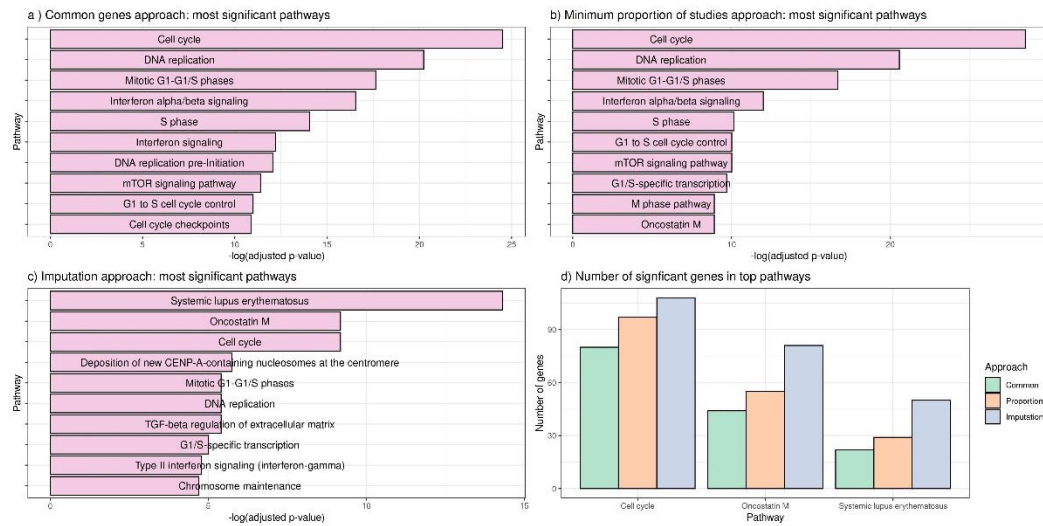 a ) Common genes approach: most significant pathways
Pathway
Cell cycle
DNA replication
Mitotic G1-G1/S phases
Interferon alpha/beta signaling
S phase
Interferon signaling
DNA replication pre-Initiation
mTOR signaling pathway
G1 to S cell cycle control
Cell cycle checkpoints
0 5 10 15 20 25
-log(adjusted p-value)
b) Minimum proportion of studies approach: most significant pathways
Pathway
Cell cycle
DNA replication
Mitotic G1-G1/S phases
Interferon alpha/beta signaling
S phase
G1 to S cell cycle control
mTOR signaling pathway
G1/S-specific transcription
M phase pathway
Oncostatin M
0 10 20
-log(adjusted p-value)
c) Imputation approach: most significant pathways
Pathway
Systemic lupus erythematosus
Oncostatin M
Cell cycle
Deposition of new CENP-A-containing nucleosomes at the centromere
Mitotic G1-G1/S phases
DNA replication
TGF-beta regulation of extracellular matrix
G1/S-specific transcription
Type II interferon signaling (interferon-gamma)
Chromosome maintenance
0 5 10 15
-log(adjusted p-value)
d) Number of signficant genes in top pathways
Number of genes
90
60
30
0
Cell cycle Oncostatin M Systemic lupus erythematosus
Pathway
Approach
Common
Proportion
Imputation